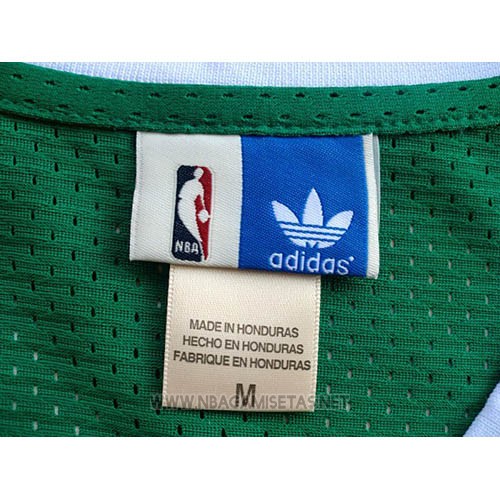 NBA
adidas
MADE IN HONDURAS
HECHO EN HONDURAS
FABRIQUE EN HONDURAS
M
WWW.NBACAMISETAS.NET